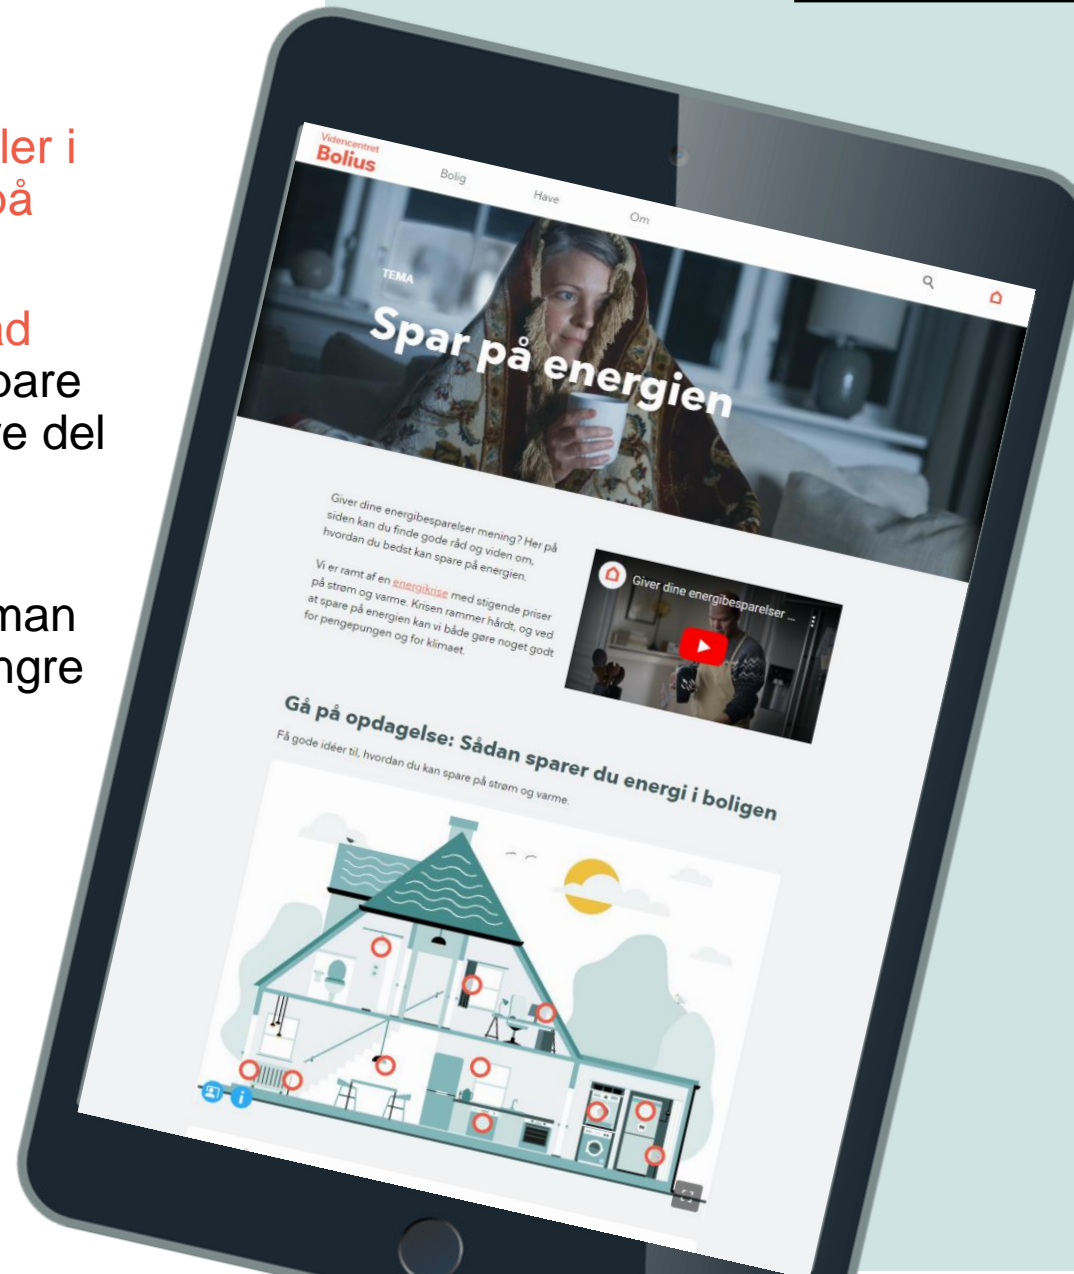 ler i
på
ad
bare
ve del
man
ngre
Videncentret
Bolius
Bolig
Have
Om
TEMA
Spar på energien
Giver dine energibesparelser mening? Her på
siden kan du finde gode råd og viden om,
hvordan du bedst kan spare på energien.
Vi er ramt af en energikrise med stigende priser
på strøm og varme. Krisen rammer hårdt, og ved
at spare på energien kan vi både gøre noget godt
for pengepungen og for klimaet.
Giver dine energibesparelser ...
Gå på opdagelse: Sådan sparer du energi i boligen
Få gode idéer til, hvordan du kan spare på strøm og varme.
i